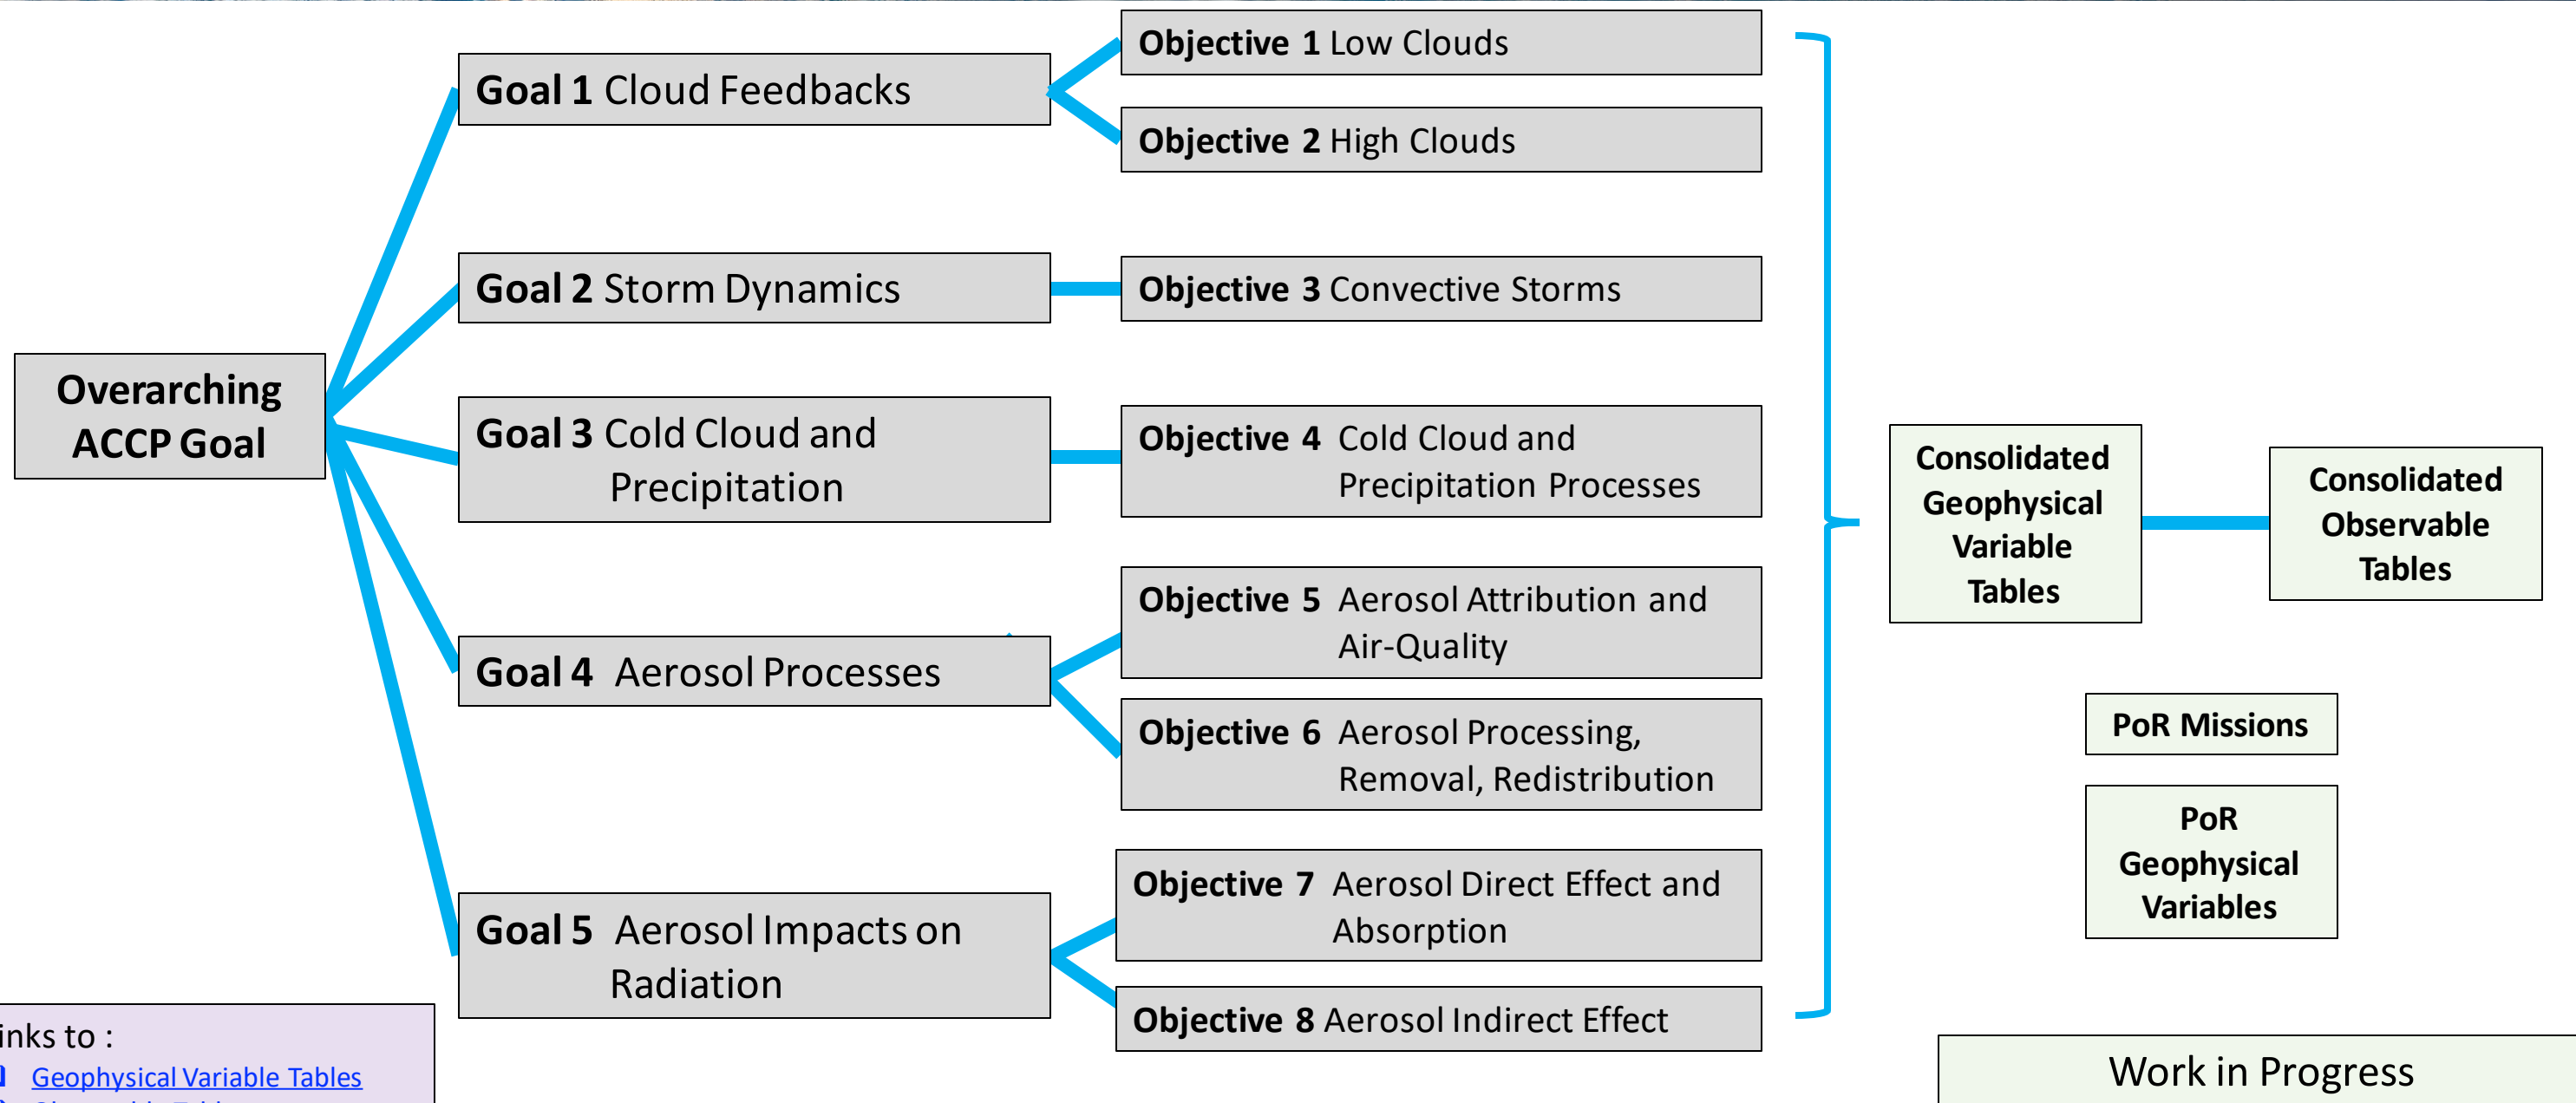 Overarching
ACCP Goal
Goal 1 Cloud Feedbacks
Goal 2 Storm Dynamics
Goal 3 Cold Cloud and
Precipitation
Goal 4 Aerosol Processes
Goal 5 Aerosol Impacts on
Radiation
Objective 1 Low Clouds
Objective 2 High Clouds
Objective 3 Convective Storms
Objective 4 Cold Cloud and
Precipitation Processes
Objective 5 Aerosol Attribution and
Air-Quality
Objective 6 Aerosol Processing,
Removal, Redistribution
Objective 7 Aerosol Direct Effect and
Absorption
Objective 8 Aerosol Indirect Effect
Consolidated
Geophysical
Variable
Tables
Consolidated
Observable
Tables
PoR Missions
PoR
Geophysical
Variables
inks to :
Geophysical Variable Tables
Work in Progress